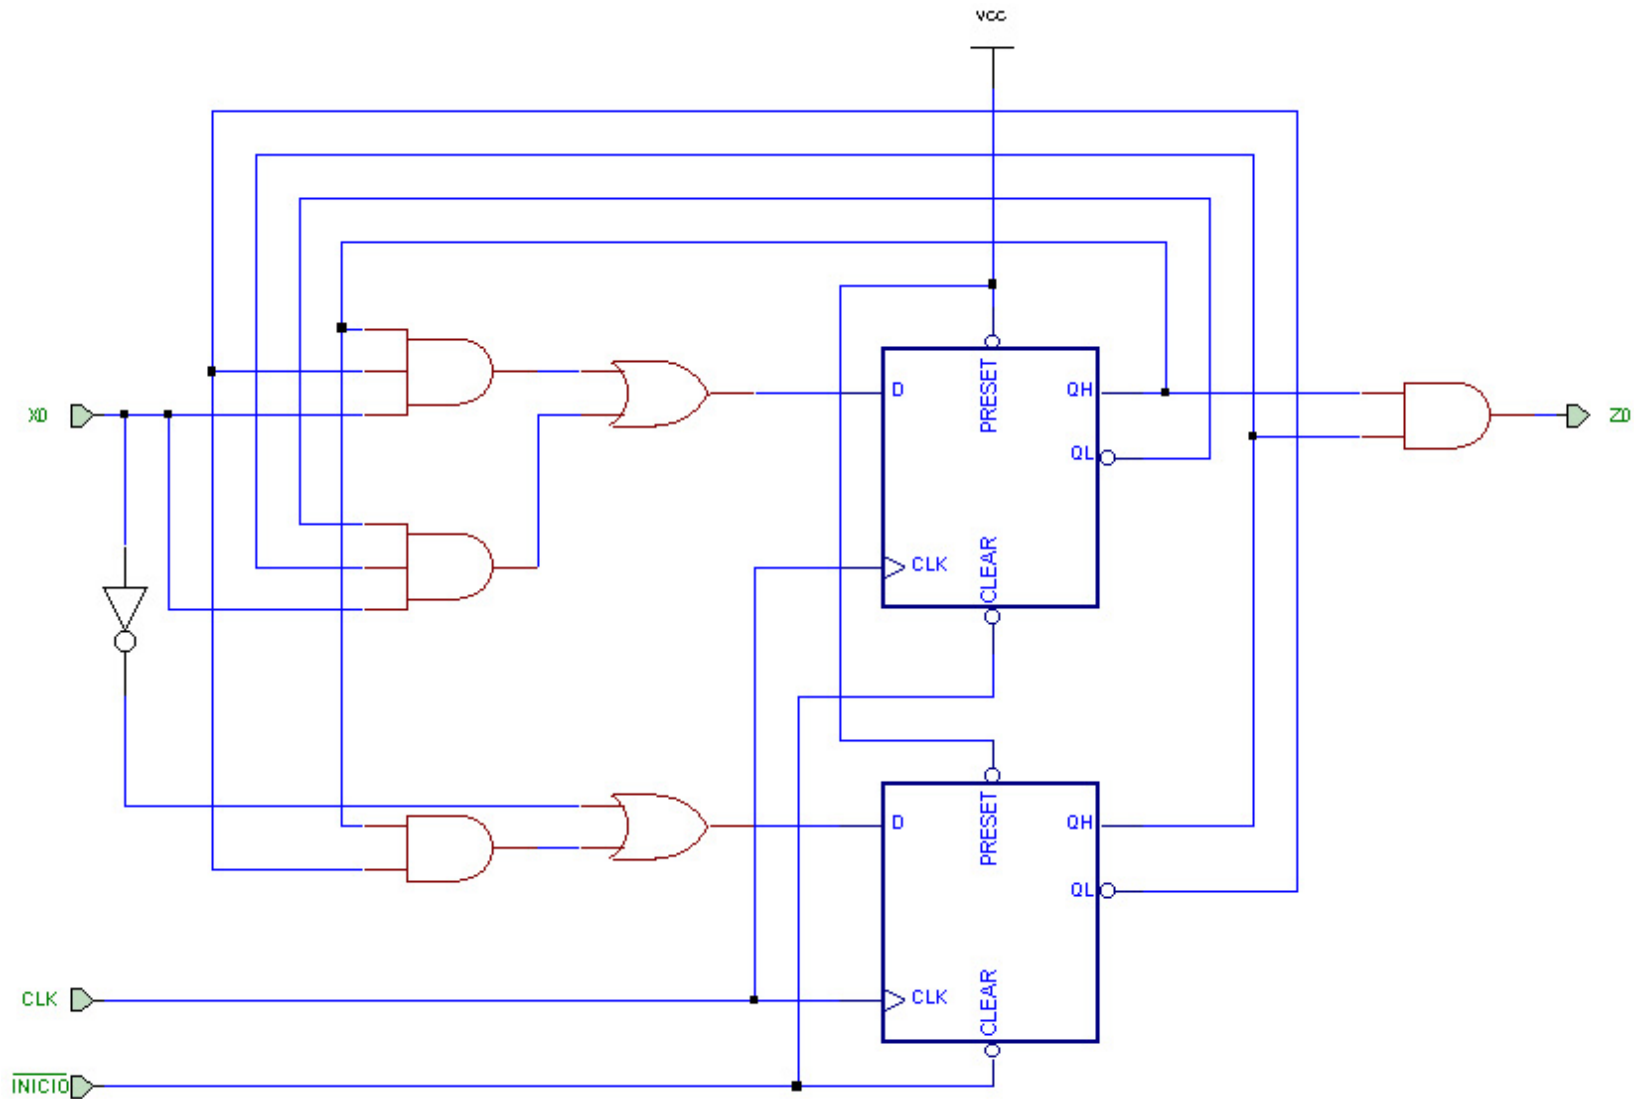 VCC
X0
D
PRESET
QH
QL
CLK
CLEAR
Z0
D
PRESET
QH
QL
CLK
CLK
CLEAR
INICIO